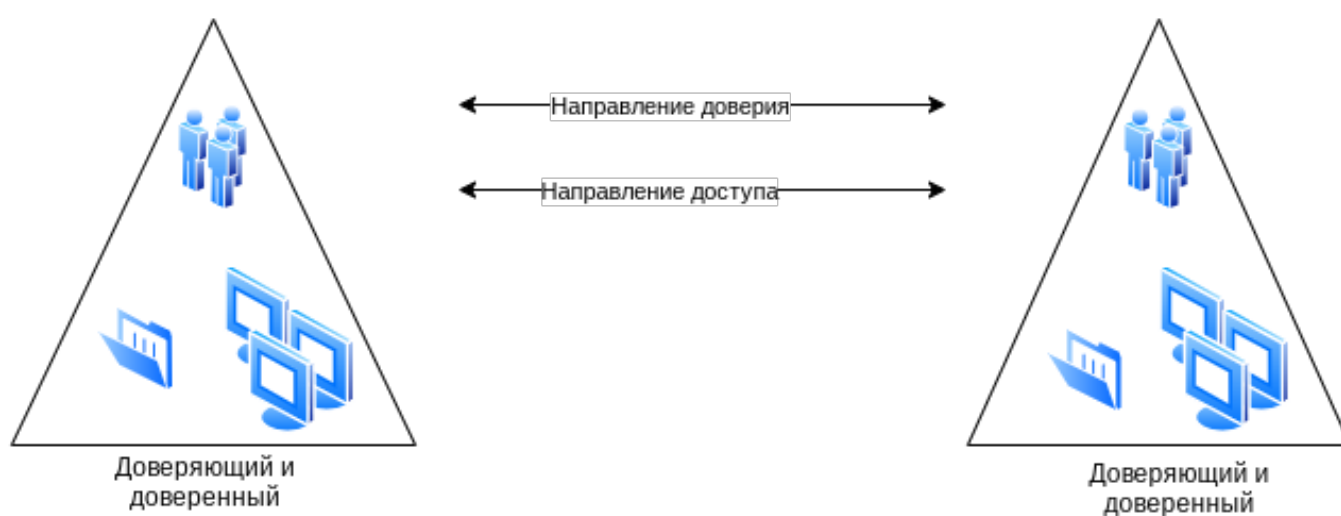 Направление доверия
Направление доступа
Доверяющий и
доверенный
Доверяющий и
доверенный